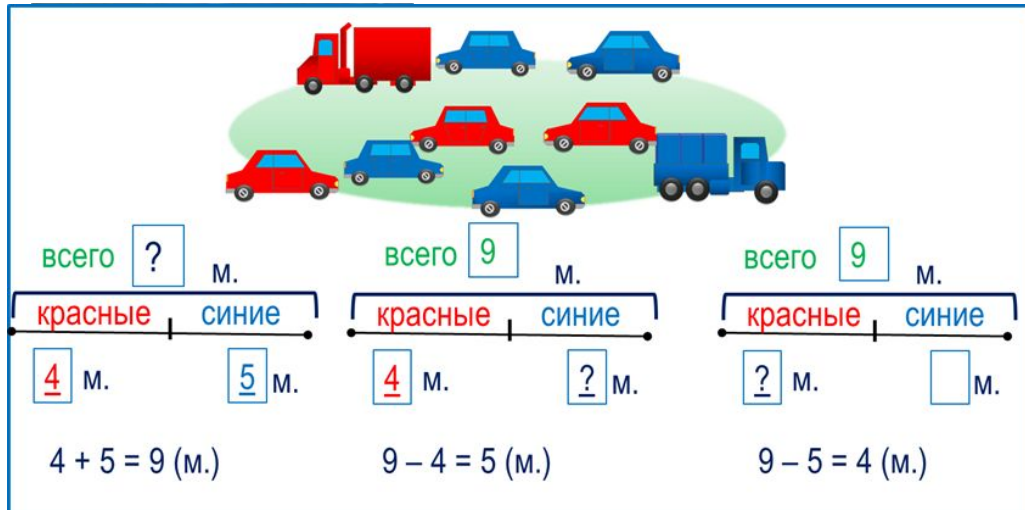 всего ? м.
красные синие
4 м. 5 м.
4 + 5 = 9 (м.)
всего 9 м.
красные синие
4 м. ? м.
9 – 4 = 5 (м.)
всего 9 м.
красные синие
? м. м.
9 – 5 = 4 (м.)